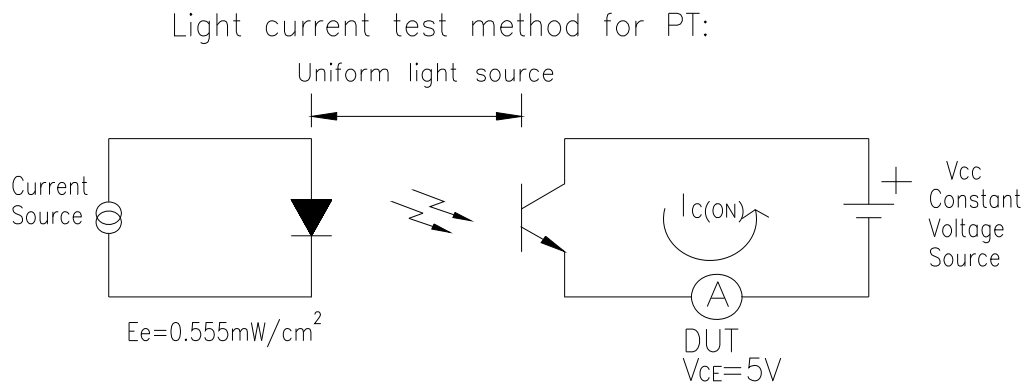 Light current test method for PT:
Uniform light source
Current
Source
Ee=0.555mW/cm²
IC(ON)
A
DUT
VCE=5V
+
Vcc
Constant
Voltage
Source